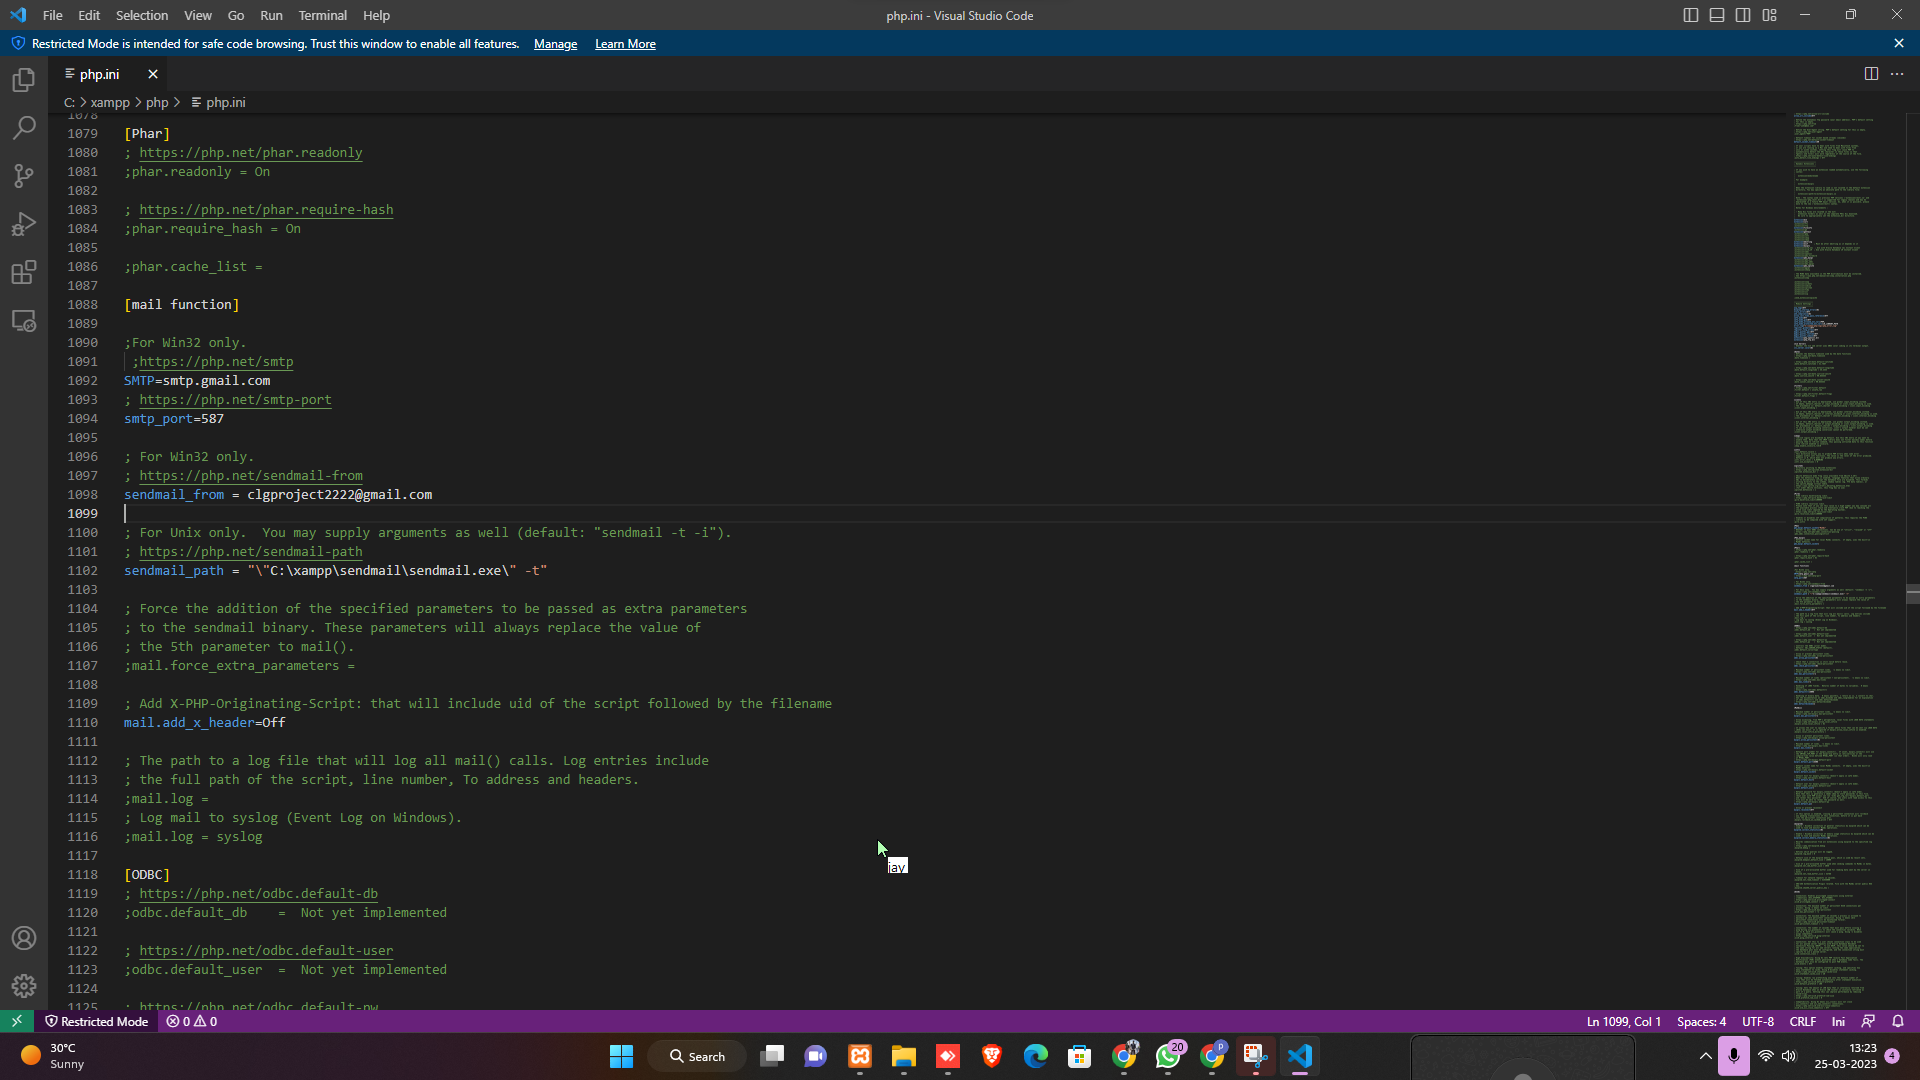 File Edit Selection View Go Run Terminal Help
php.ini - Visual Studio Code
Restricted Mode is intended for safe code browsing. Trust this window to enable all features. Manage Learn More
php.ini
C: > xampp > php > php.ini
1078
1079 [Phar]
1080 ; https://php.net/phar.readonly
1081 ;phar.readonly = On
1082
1083 ; https://php.net/phar.require-hash
1084 ;phar.require_hash = On
1085
1086 ;phar.cache_list =
1087
1088 [mail function]
1089
1090 ;For Win32 only.
1091 ;https://php.net/smtp
1092 SMTP=smtp.gmail.com
1093 ; https://php.net/smtp-port
1094 smtp_port=587
1095
1096 ; For Win32 only.
1097 ; https://php.net/sendmail-from
1098 sendmail_from = clgproject2222@gmail.com
1099
1100 ; For Unix only.  You may supply arguments as well (default: "sendmail -t -i").
1101 ; https://php.net/sendmail-path
1102 sendmail_path = "\"C:\xampp\sendmail\sendmail.exe\" -t"
1103
1104 ; Force the addition of the specified parameters to be passed as extra parameters
1105 ; to the sendmail binary. These parameters will always replace the value of
1106 ; the 5th parameter to mail().
1107 ;mail.force_extra_parameters =
1108
1109 ; Add X-PHP-Originating-Script: that will include uid of the script followed by the filename
1110 mail.add_x_header=Off
1111
1112 ; The path to a log file that will log all mail() calls. Log entries include
1113 ; the full path of the script, line number, To address and headers.
1114 ;mail.log =
1115 ; Log mail to syslog (Event Log on Windows).
1116 ;mail.log = syslog
1117
jay
1118 [ODBC]
1119 ; https://php.net/odbc.default-db
1120 ;odbc.default_db    =  Not yet implemented
1121
1122 ; https://php.net/odbc.default-user
1123 ;odbc.default_user  =  Not yet implemented
1124
1125 ; https://php.net/odbc.default-pw
Restricted Mode 0 0
Ln 1099, Col 1 Spaces: 4 UTF-8 CRLF Ini
30°C
Sunny
Search
20
P
13:23
25-03-2023
4